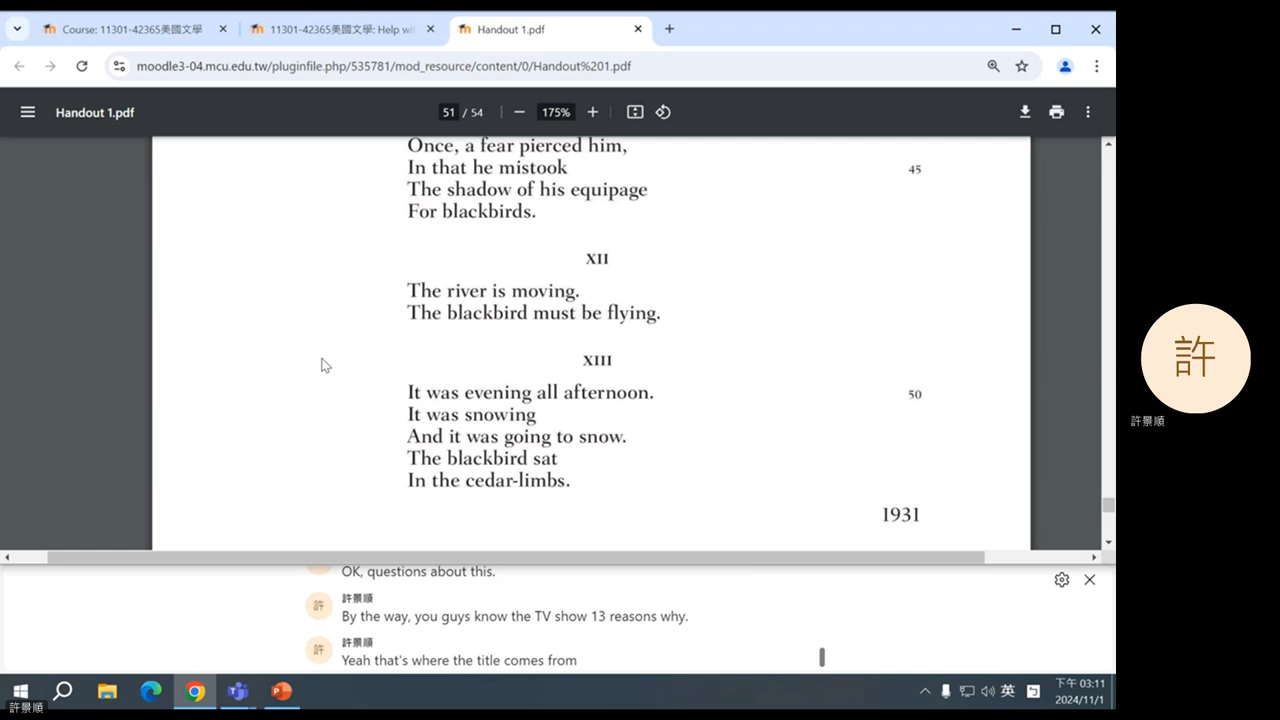 Course: 11301-42365美國文學
11301-42365美國文學: Help wi
Handout 1.pdf
moodle3-04.mcu.edu.tw/pluginfile.php/535781/mod_resource/content/0/Handout%201.pdf
Handout 1.pdf
51 / 54
175%
Once, a fear pierced him,
In that he mistook
45
The shadow of his equipage
For blackbirds.
XII
The river is moving.
The blackbird must be flying.
XIII
It was evening all afternoon.
50
It was snowing
And it was going to snow.
The blackbird sat
In the cedar-limbs.
1931
OK, questions about this.
許
許景順
By the way, you guys know the TV show 13 reasons why.
許
許景順
Yeah that's where the title comes from
許
許景順
英
下午 03:11
2024/11/1
許景順